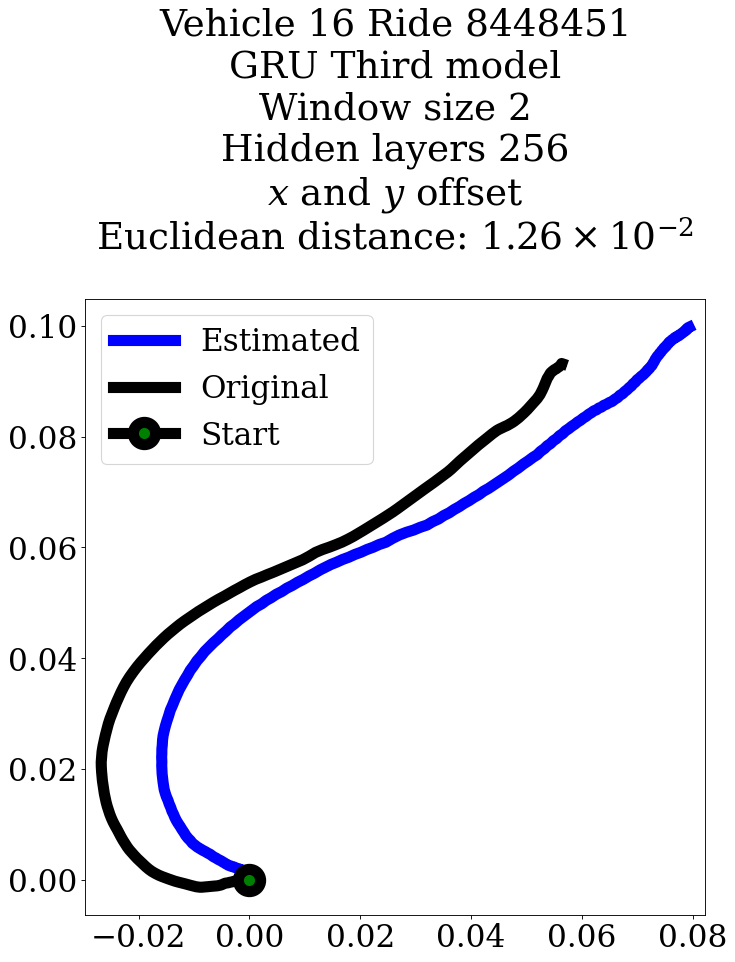 Vehicle 16 Ride 8448451
GRU Third model
Window size 2
Hidden layers 256
x and y offset
Euclidean distance: 1.26 × 10⁻²
Estimated
Original
Start
0.10
0.08
0.06
0.04
0.02
0.00
−0.02 0.00 0.02 0.04 0.06 0.08